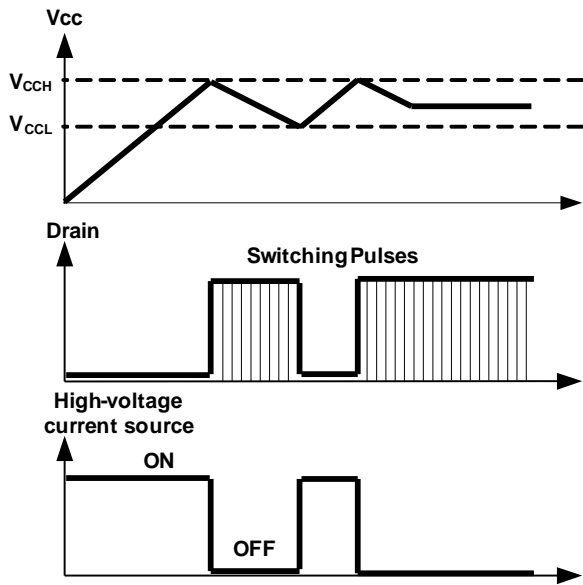 Vcc
VCCH
VCCL
Drain
Switching Pulses
High-voltage
current source
ON
OFF